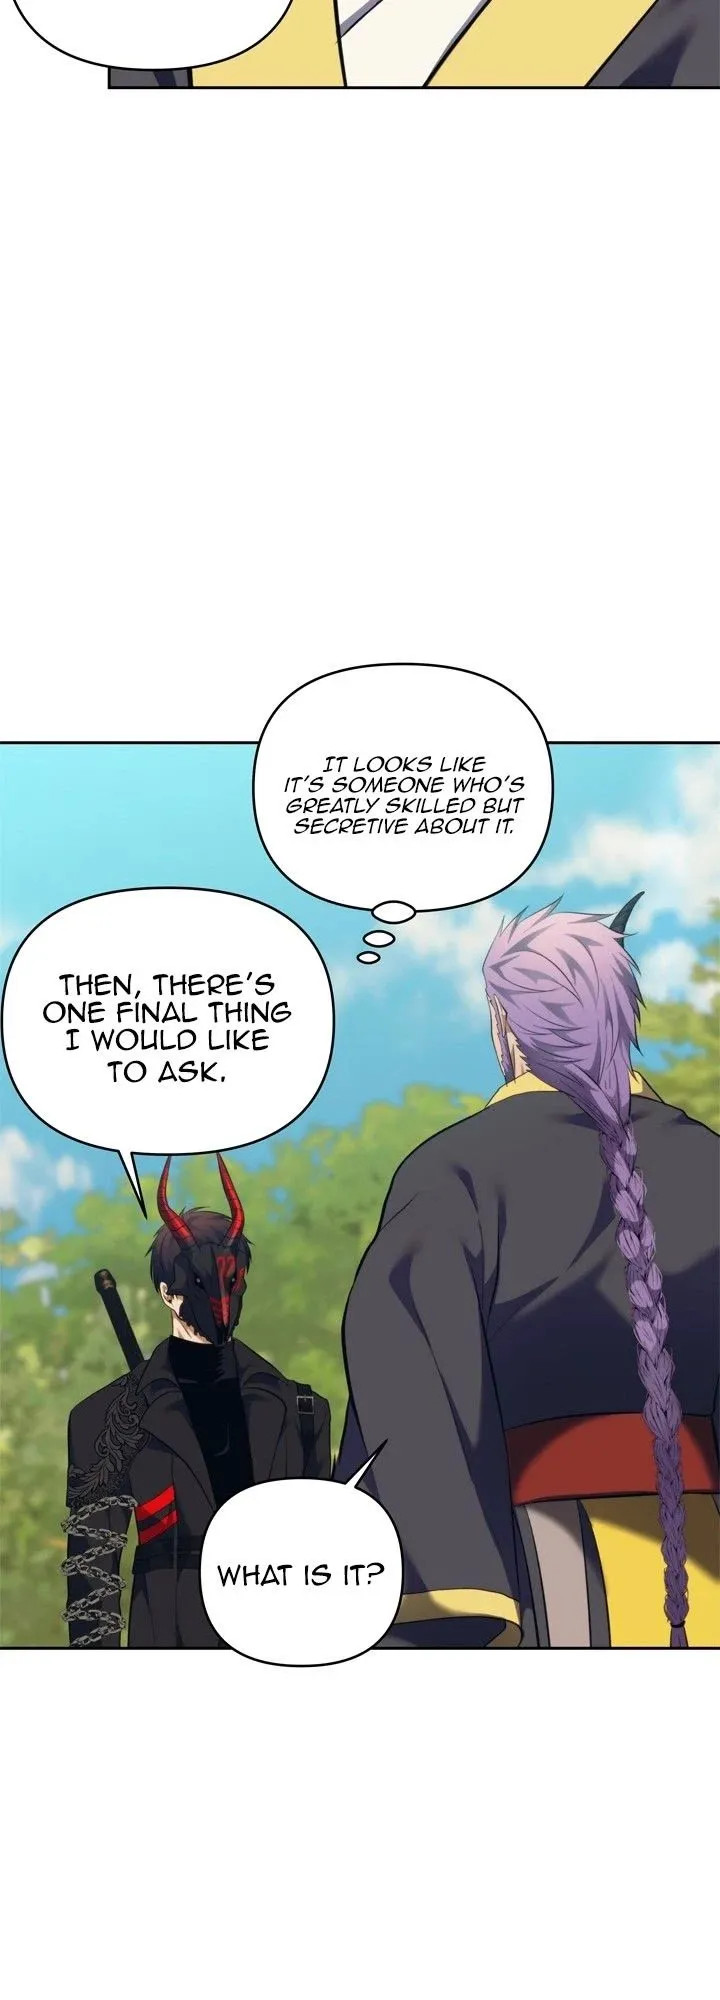 IT LOOKS LIKE
IT'S SOMEONE WHO'S
GREATLY SKILLED BUT
SECRETIVE ABOUT IT.
THEN, THERE'S
ONE FINAL THING
I WOULD LIKE
TO ASK.
WHAT IS IT?